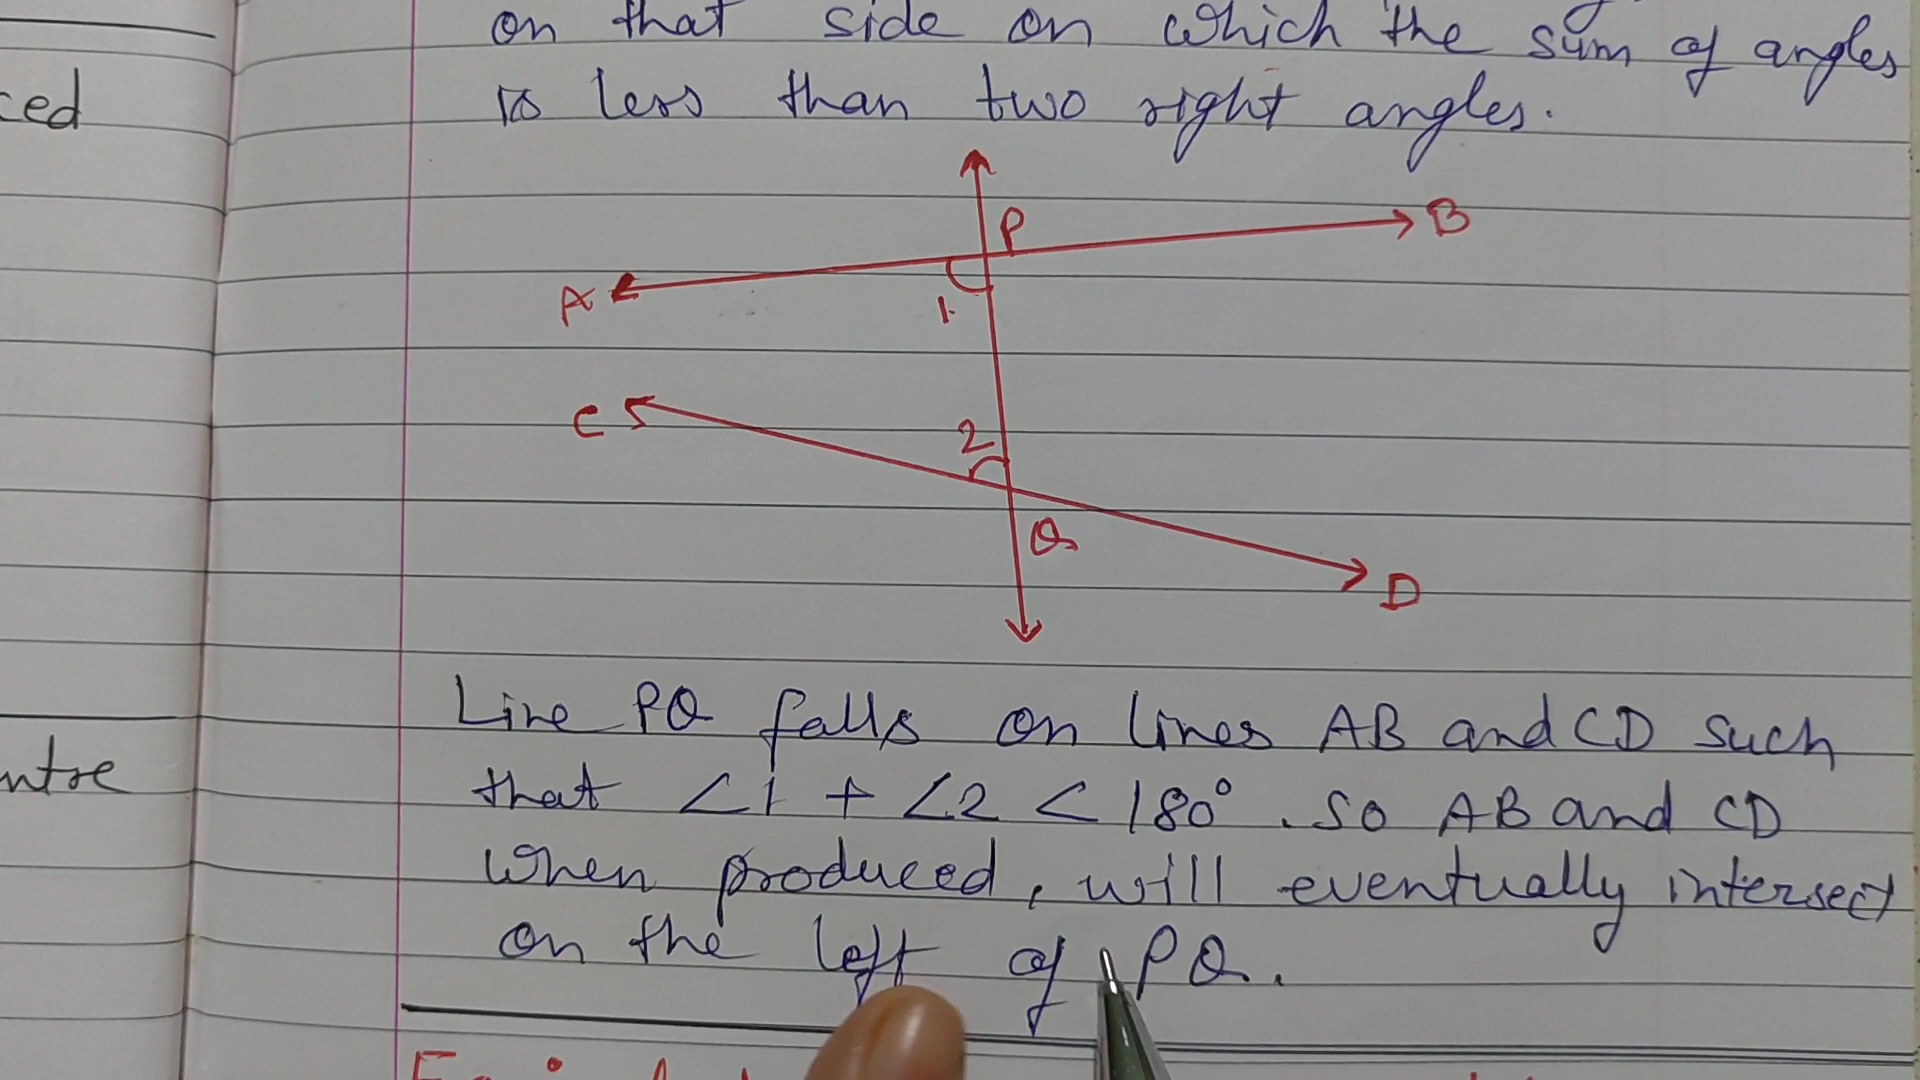 ced
ntre
on that side on which the sum of angles
is less than two right angles.
P
B
A
1
C
2
Q
D
Line PQ falls on lines AB and CD such
that ∠1 + ∠2 < 180°. So AB and CD
when produced, will eventually intersect
on the left of PQ.